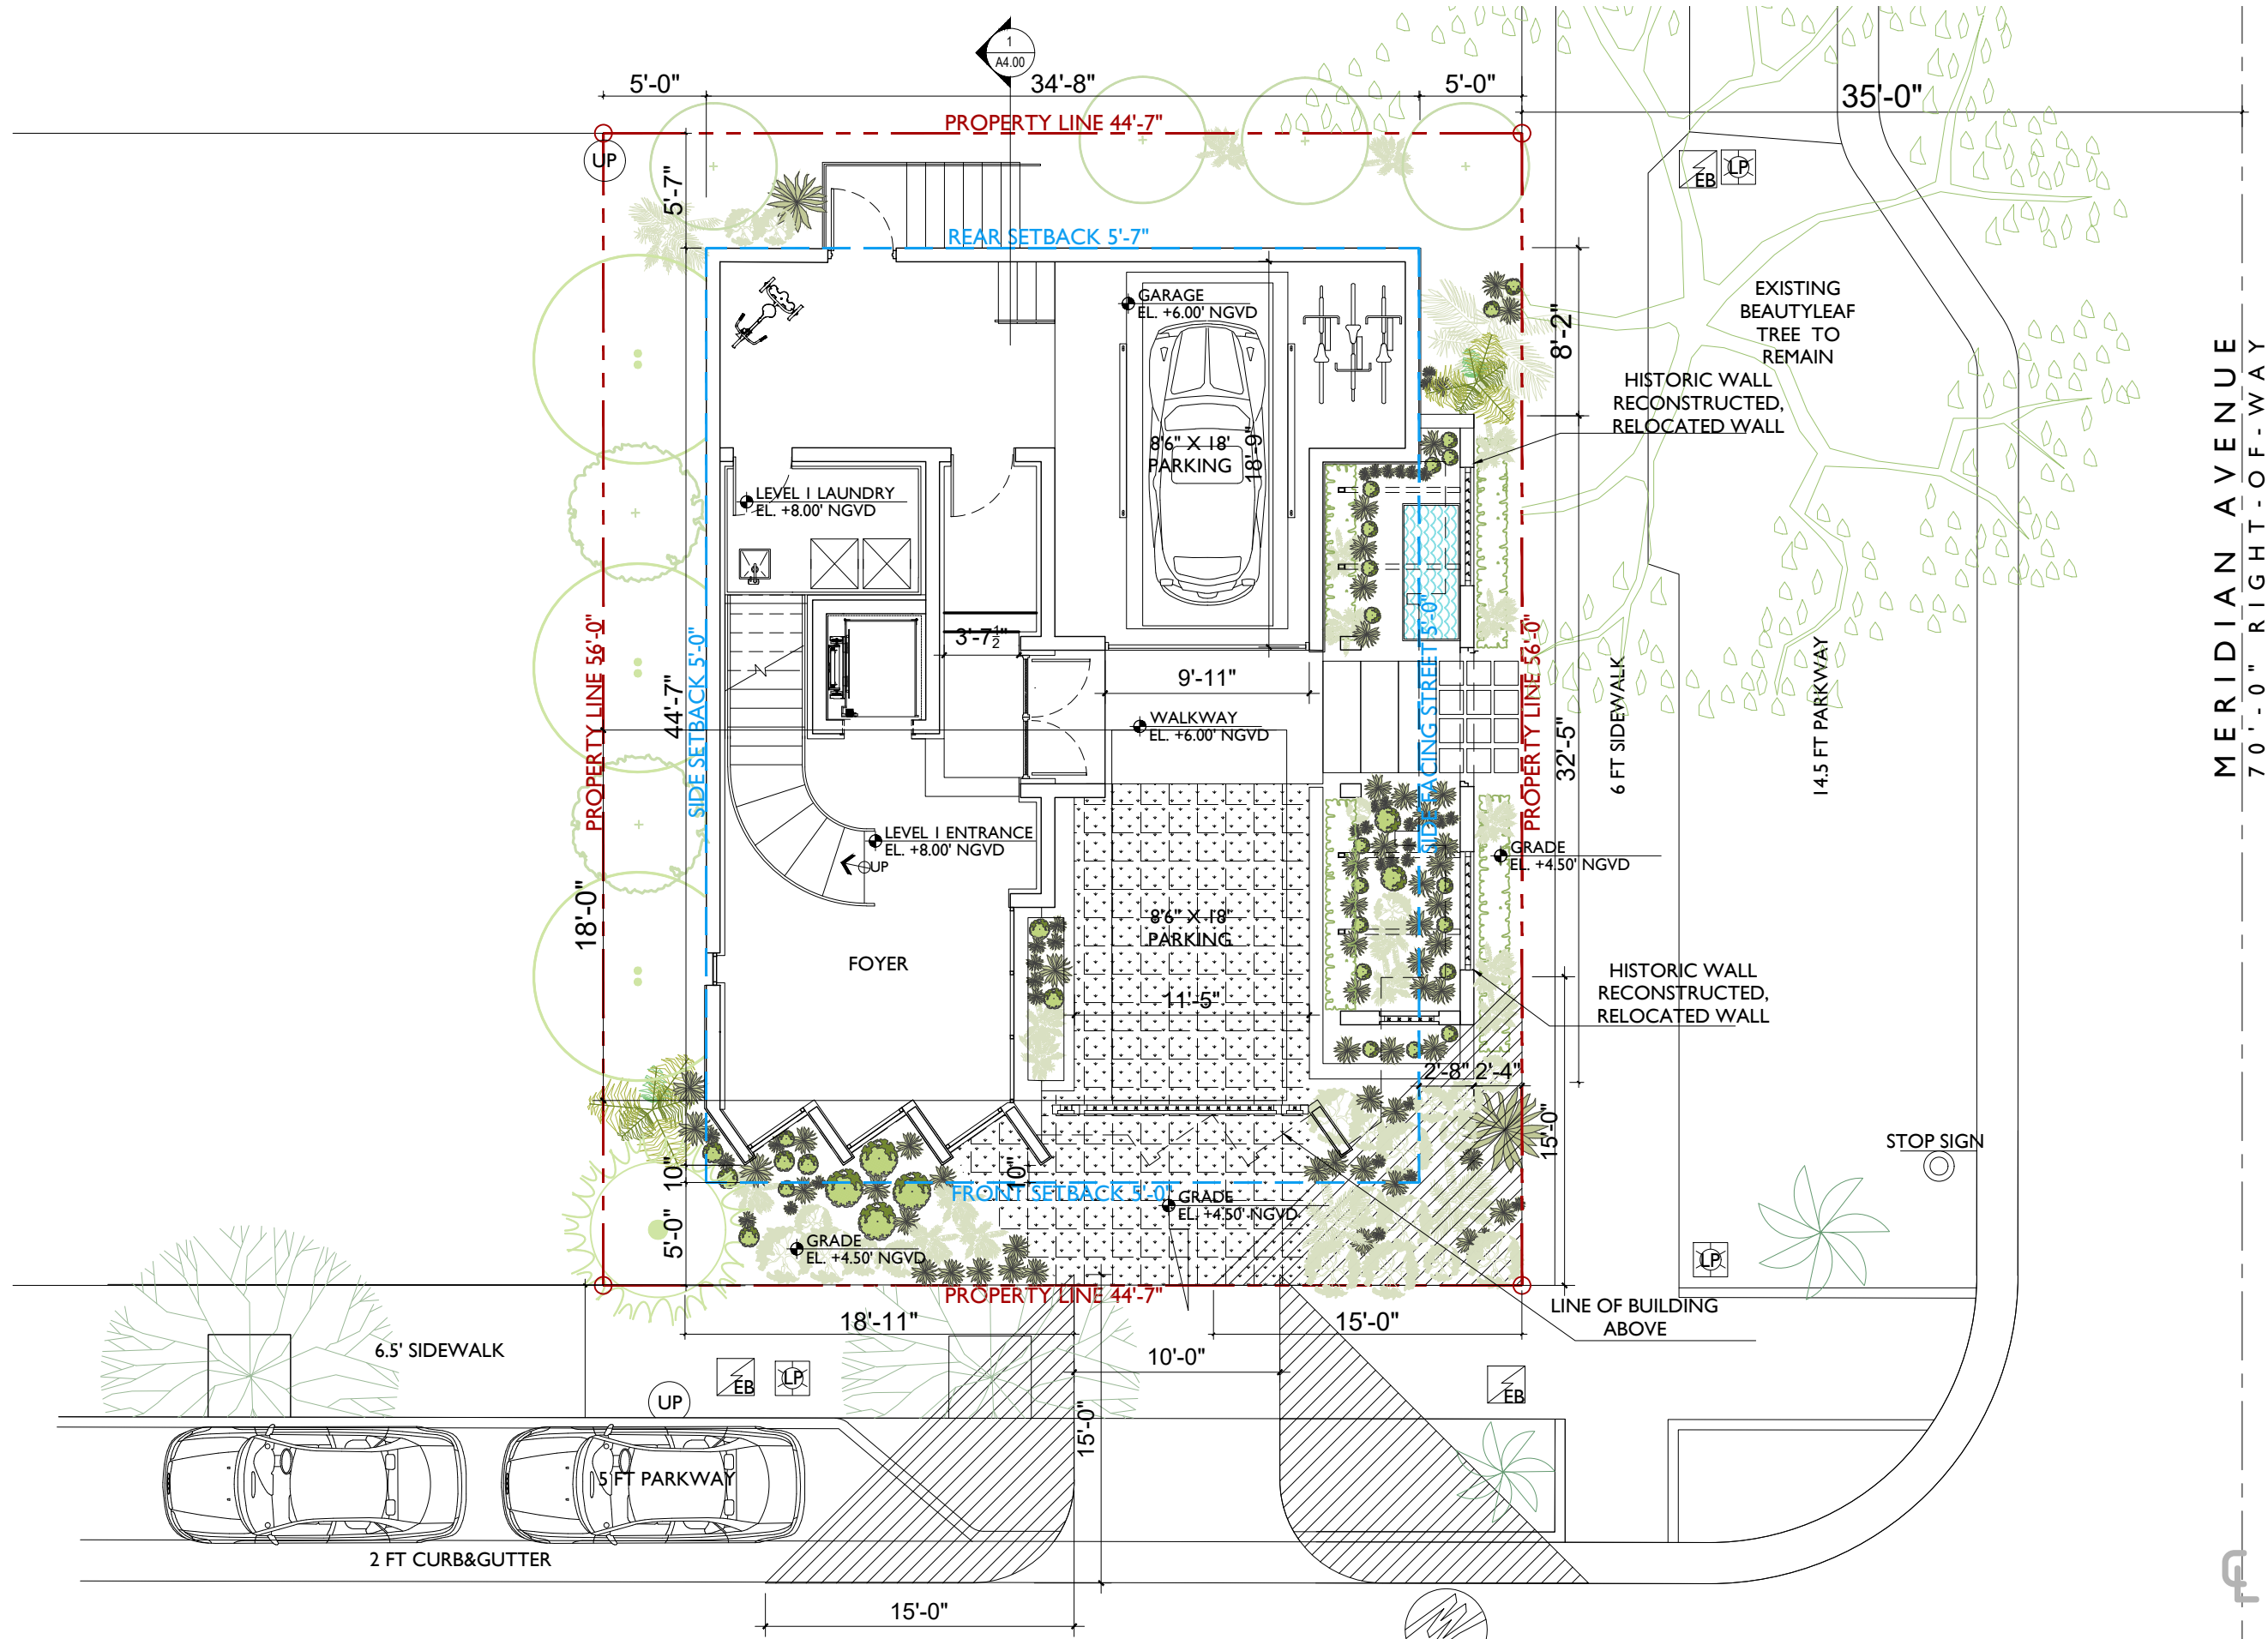 1
A4.00
5'-0"
34'-8"
5'-0"
35'-0"
PROPERTY LINE 44'-7"
UP
EB
LP
5'-7"
REAR SETBACK 5'-7"
GARAGE
EL. +6.00' NGVD
EXISTING
BEAUTYLEAF
TREE TO
REMAIN
8'-2"
HISTORIC WALL
RECONSTRUCTED,
RELOCATED WALL
8'6" X 18'
PARKING
18'-9"
LEVEL 1 LAUNDRY
EL. +8.00' NGVD
MERIDIAN AVENUE
70'-0" RIGHT-OF-WAY
PROPERTY LINE 56'-0"
SIDE SETBACK 5'-0"
44'-7"
3'-7½"
9'-11"
WALKWAY
EL. +6.00' NGVD
SIDE FACING STREET 5'-0"
PROPERTY LINE 56'-0"
32'-5"
6 FT SIDEWALK
14.5 FT PARKWAY
LEVEL 1 ENTRANCE
EL. +8.00' NGVD
UP
GRADE
EL. +4.50' NGVD
18'-0"
8'6" X 18'
PARKING
FOYER
11'-5"
HISTORIC WALL
RECONSTRUCTED,
RELOCATED WALL
2'-8"
2'-4"
15'-0"
STOP SIGN
10"
10"
FRONT SETBACK 5'-0"
GRADE
EL. +4.50' NGVD
5'-0"
GRADE
EL. +4.50' NGVD
LP
PROPERTY LINE 44'-7"
LINE OF BUILDING
ABOVE
18'-11"
15'-0"
6.5' SIDEWALK
10'-0"
EB
LP
UP
EB
15'-0"
5 FT PARKWAY
2 FT CURB&GUTTER
15'-0"